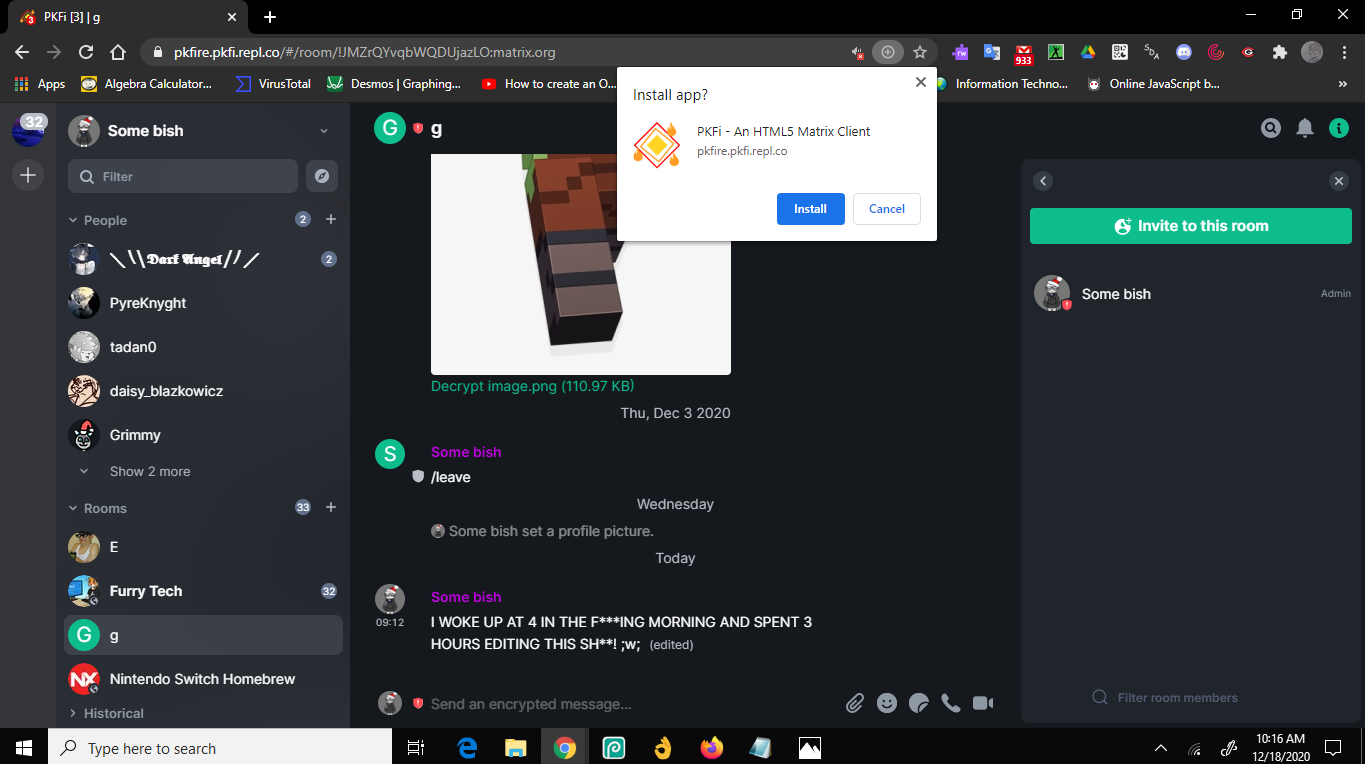 PKFi [3] | g
pkfire.pkfi.repl.co/#/room/!JMZrQYvqbWQDUjazLO:matrix.org
933
Apps
Algebra Calculator...
VirusTotal
Desmos | Graphing...
How to create an O...
Information Techno...
Online JavaScript b...
»
Install app?
PKFi - An HTML5 Matrix Client
pkfire.pkfi.repl.co
Install
Cancel
32
Some bish
Filter
People
2
\\\𝕯𝖆𝖗𝖐 𝕬𝖓𝖌𝖊𝖑///
2
PyreKnyght
tadan0
daisy_blazkowicz
Grimmy
Show 2 more
Rooms
33
E
Furry Tech
32
G
g
NX
Nintendo Switch Homebrew
Historical
G
g
Decrypt image.png (110.97 KB)
Thu, Dec 3 2020
S
Some bish
/leave
Wednesday
Some bish set a profile picture.
Today
Some bish
09:12
I WOKE UP AT 4 IN THE F***ING MORNING AND SPENT 3
HOURS EDITING THIS SH**! ;w; (edited)
Send an encrypted message...
Invite to this room
Some bish
Admin
Filter room members
Type here to search
10:16 AM
12/18/2020